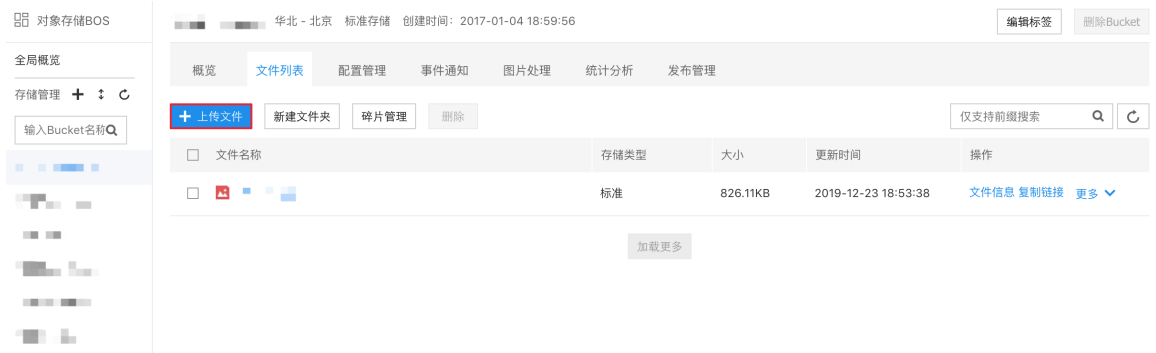 对象存储BOS
全局概览
存储管理
输入Bucket名称
华北 - 北京 标准存储 创建时间：2017-01-04 18:59:56
编辑标签 删除Bucket
概览 文件列表 配置管理 事件通知 图片处理 统计分析 发布管理
上传文件 新建文件夹 碎片管理 删除 仅支持前缀搜索
文件名称 存储类型 大小 更新时间 操作
标准 826.11KB 2019-12-23 18:53:38 文件信息 复制链接 更多
加载更多